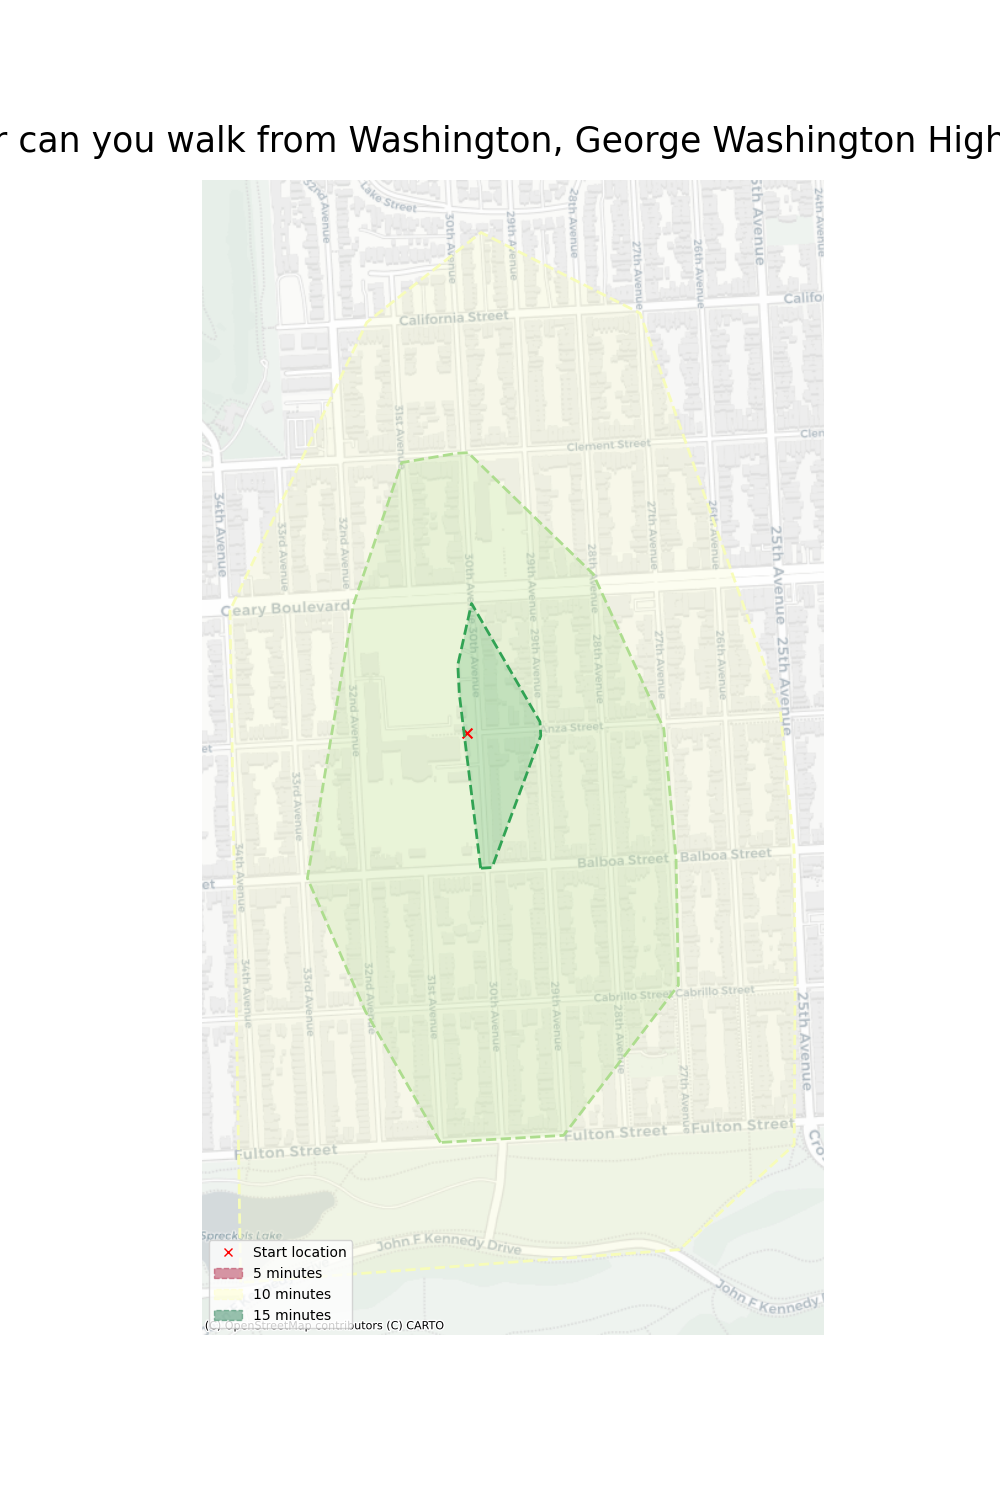 r can you walk from Washington, George Washington High
32nd Avenue
Lake Street
30th Avenue
29th Avenue
28th Avenue
27th Avenue
26th Avenue
5th Avenue
24th Avenue
Califo
California Street
31st Avenue
Clement Street
Clem
34th Avenue
33rd Avenue
32nd Avenue
30th Avenue
29th Avenue
28th Avenue
27th Avenue
26th Avenue
25th Avenue
Geary Boulevard
30th Avenue
29th Avenue
28th Avenue
27th Avenue
26th Avenue
25th Avenue
32nd Avenue
Anza Street
et
33rd Avenue
34th Avenue
Balboa Street
Balboa Street
et
34th Avenue
33rd Avenue
32nd Avenue
31st Avenue
30th Avenue
29th Avenue
28th Avenue
Cabrillo Street
Cabrillo Street
25th Avenue
27th Avenue
Fulton Street
Fulton Street
Fulton Street
Cro
Spreckels Lake
John F Kennedy Drive
John F Kennedy
Start location
5 minutes
10 minutes
15 minutes
(C) OpenStreetMap contributors (C) CARTO